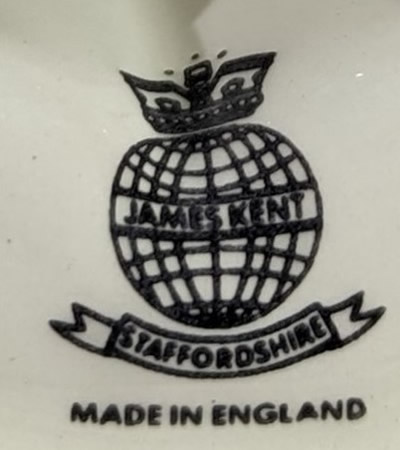 JAMES KENT
STAFFORDSHIRE
MADE IN ENGLAND